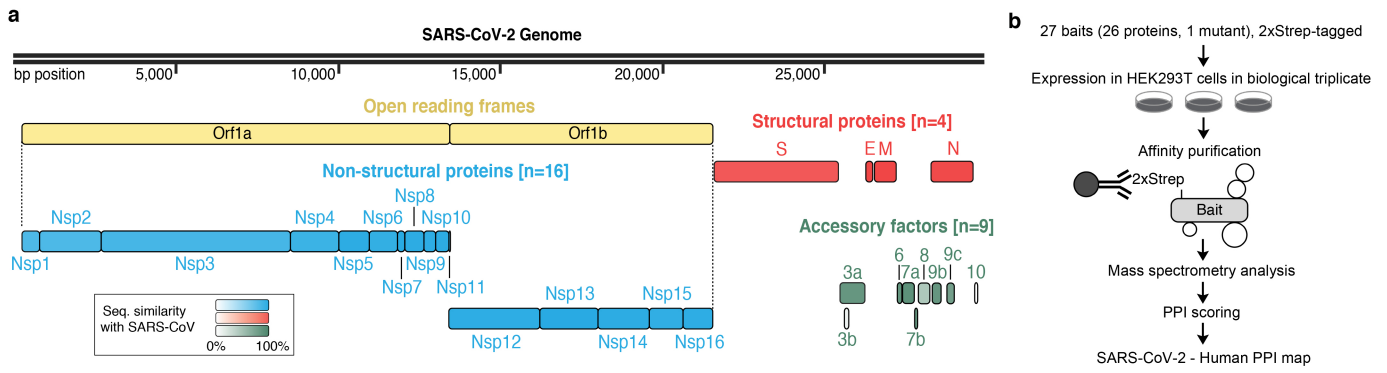 a
SARS-CoV-2 Genome
bp position 5,000 10,000 15,000 20,000 25,000
Open reading frames
Orf1a Orf1b
Non-structural proteins [n=16]
Nsp8
Nsp2 Nsp4 Nsp6 Nsp10
Nsp1 Nsp3 Nsp5 Nsp9
Nsp7 Nsp11
Nsp13 Nsp15
Nsp12 Nsp14 Nsp16
Seq. similarity
with SARS-CoV
0% 100%
Structural proteins [n=4]
S E M N
Accessory factors [n=9]
6 8 9c
3a 7a 9b 10
3b 7b
b
27 baits (26 proteins, 1 mutant), 2xStrep-tagged
Expression in HEK293T cells in biological triplicate
Affinity purification
2xStrep
Bait
Mass spectrometry analysis
PPI scoring
SARS-CoV-2 - Human PPI map